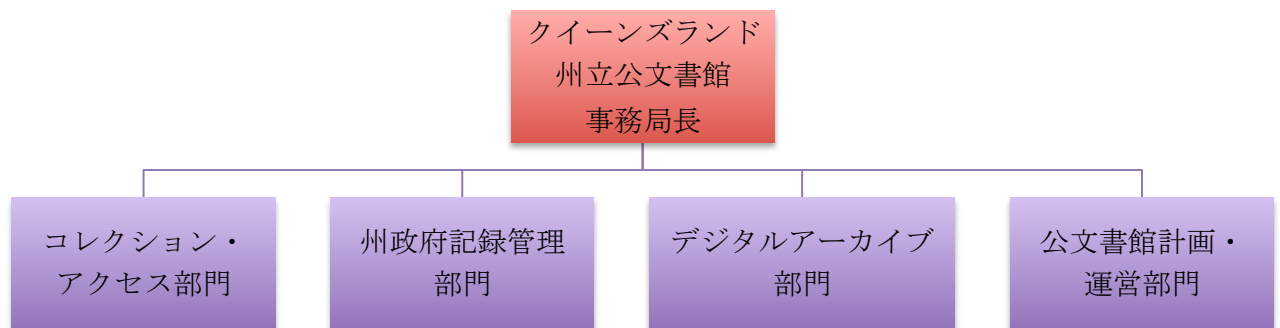 クイーンズランド
州立公文書館
事務局長
コレクション・
アクセス部門
州政府記録管理
部門
デジタルアーカイブ
部門
公文書館計画・
運営部門